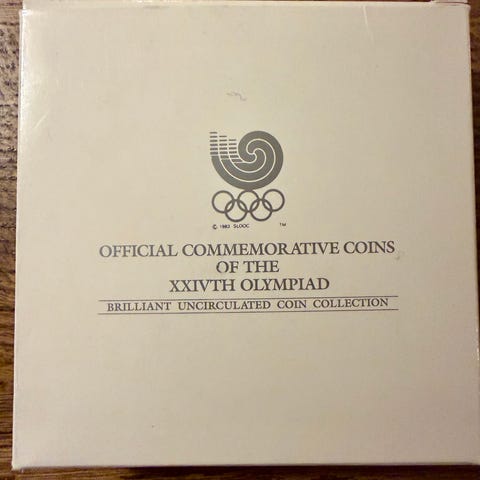 © 1983 SLOOC ™
OFFICIAL COMMEMORATIVE COINS
OF THE
XXIVTH OLYMPIAD
BRILLIANT UNCIRCULATED COIN COLLECTION